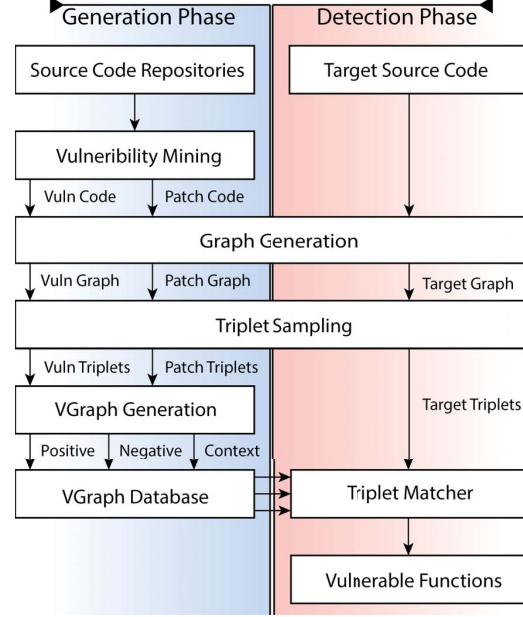 Generation Phase
Detection Phase
Source Code Repositories
Target Source Code
Vulneribility Mining
Vuln Code
Patch Code
Graph Generation
Vuln Graph
Patch Graph
Target Graph
Triplet Sampling
Vuln Triplets
Patch Triplets
VGraph Generation
Target Triplets
Positive
Negative
Context
VGraph Database
Triplet Matcher
Vulnerable Functions